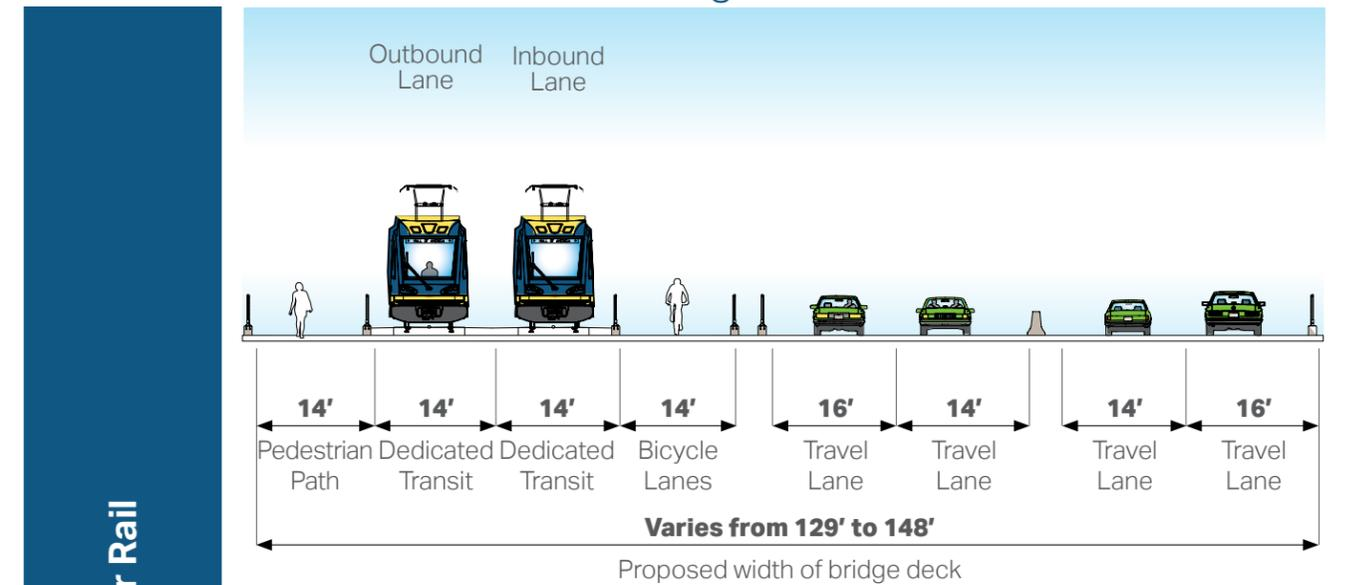 Outbound
Lane
Inbound
Lane
14′ 14′ 14′ 14′ 16′ 14′ 14′ 16′
Pedestrian
Path
Dedicated
Transit
Dedicated
Transit
Bicycle
Lanes
Travel
Lane
Travel
Lane
Travel
Lane
Travel
Lane
Varies from 129′ to 148′
Proposed width of bridge deck
r Rail